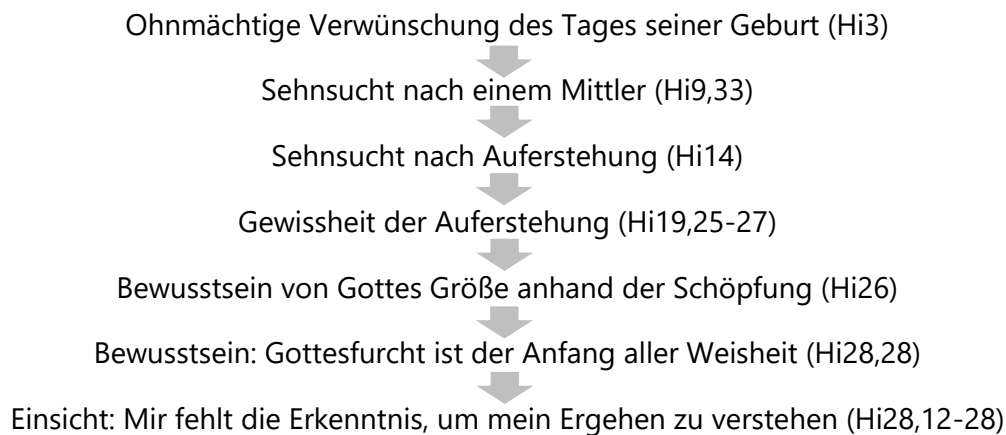 Ohnmächtige Verwünschung des Tages seiner Geburt (Hi3)
Sehnsucht nach einem Mittler (Hi9,33)
Sehnsucht nach Auferstehung (Hi14)
Gewissheit der Auferstehung (Hi19,25-27)
Bewusstsein von Gottes Größe anhand der Schöpfung (Hi26)
Bewusstsein: Gottesfurcht ist der Anfang aller Weisheit (Hi28,28)
Einsicht: Mir fehlt die Erkenntnis, um mein Ergehen zu verstehen (Hi28,12-28)